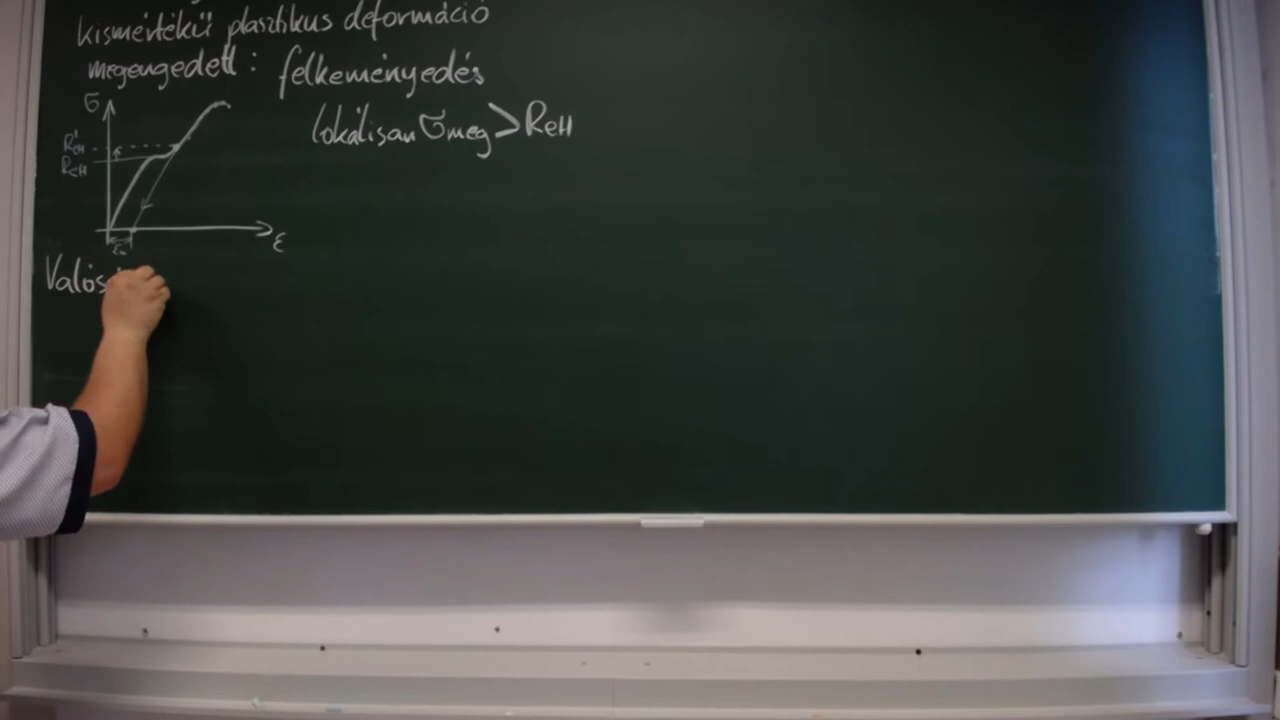 kismértékű plasztikus deformáció
megengedett: felkeményedés
lokálisan σmeg > ReH
σ
R'eH
ReH
ε
Valós